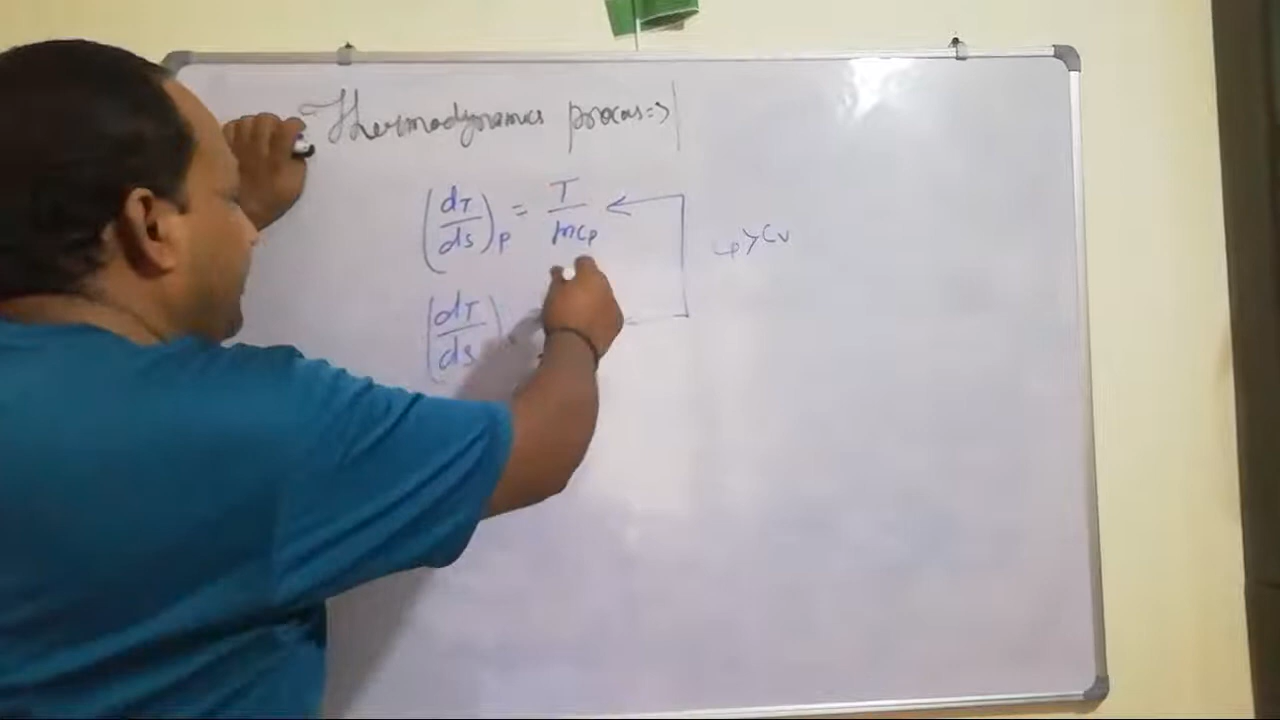 Thermodynamics process ⇒
(dT/ds)p = T/mcp
cp > cv
(dT/ds)